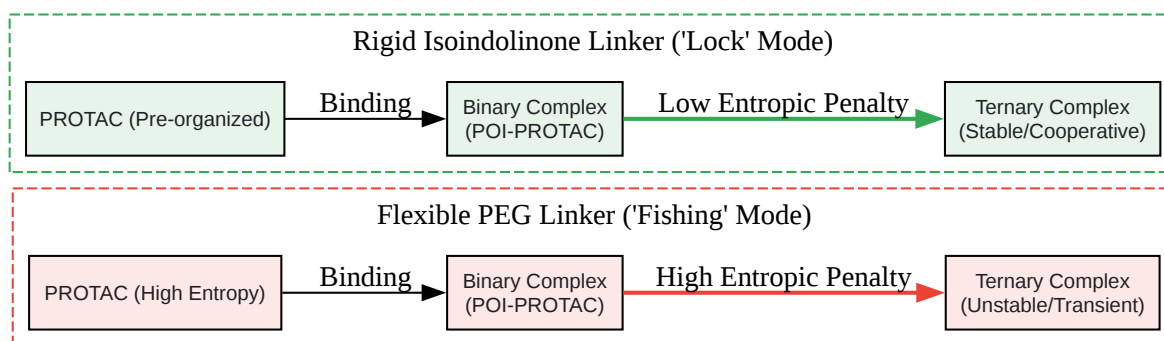 Rigid Isoindolinone Linker ('Lock' Mode)
PROTAC (Pre-organized)
Binding
Binary Complex
(POI-PROTAC)
Low Entropic Penalty
Ternary Complex
(Stable/Cooperative)
Flexible PEG Linker ('Fishing' Mode)
PROTAC (High Entropy)
Binding
Binary Complex
(POI-PROTAC)
High Entropic Penalty
Ternary Complex
(Unstable/Transient)